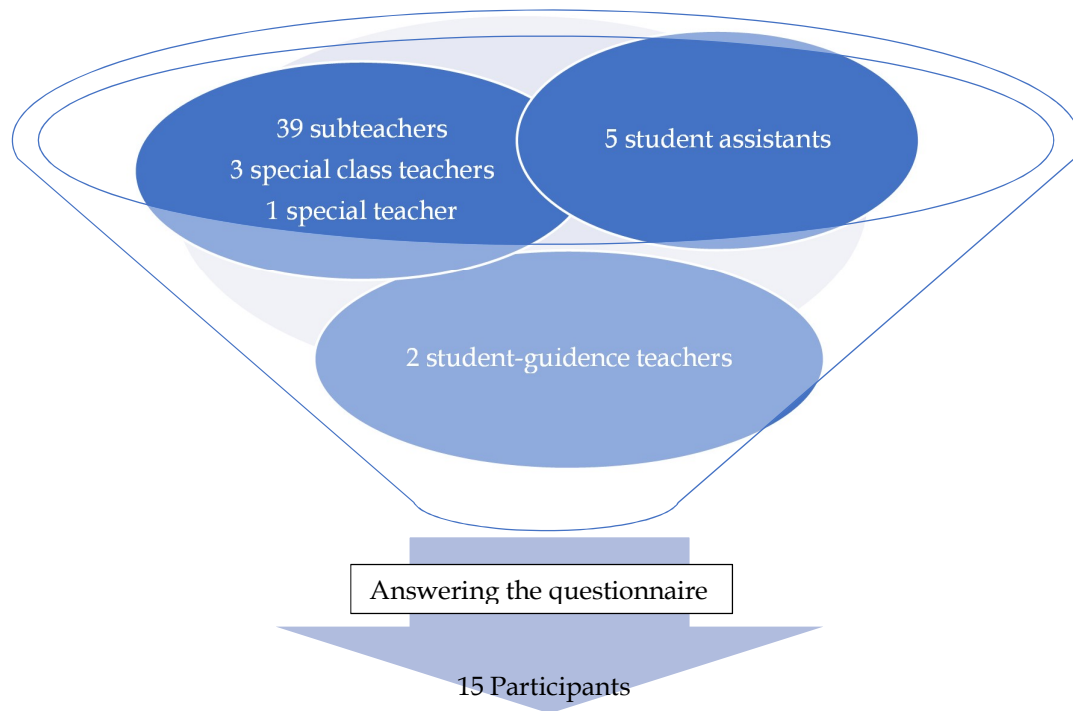 39 subteachers
3 special class teachers
1 special teacher
5 student assistants
2 student-guidence teachers
Answering the questionnaire
15 Participants